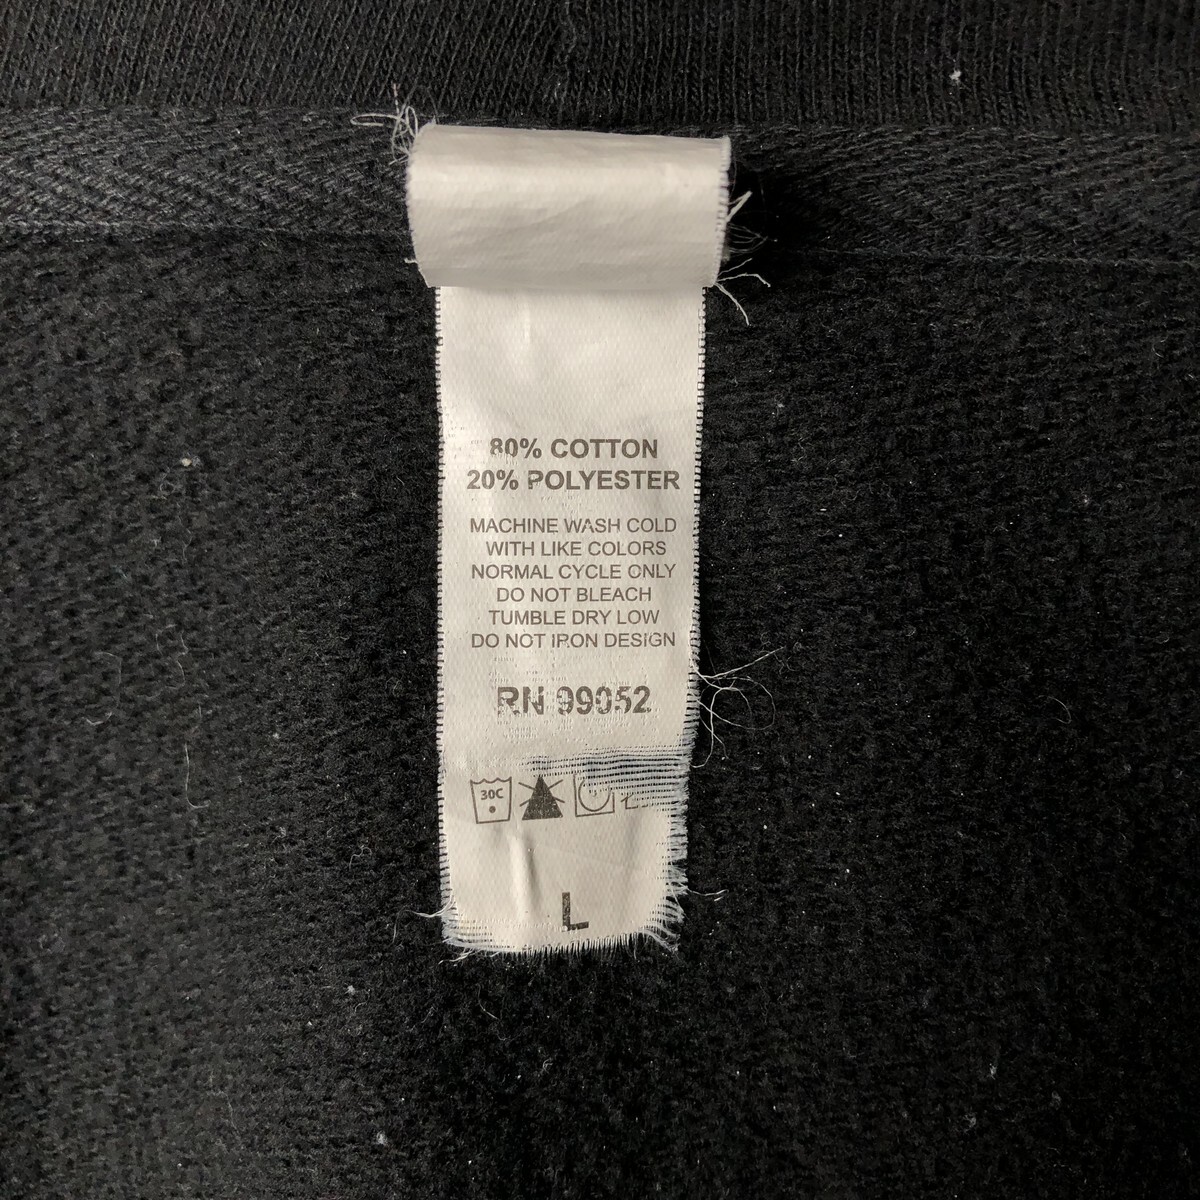 80% COTTON
20% POLYESTER
MACHINE WASH COLD
WITH LIKE COLORS
NORMAL CYCLE ONLY
DO NOT BLEACH
TUMBLE DRY LOW
DO NOT IRON DESIGN
RN 99052
30C
L